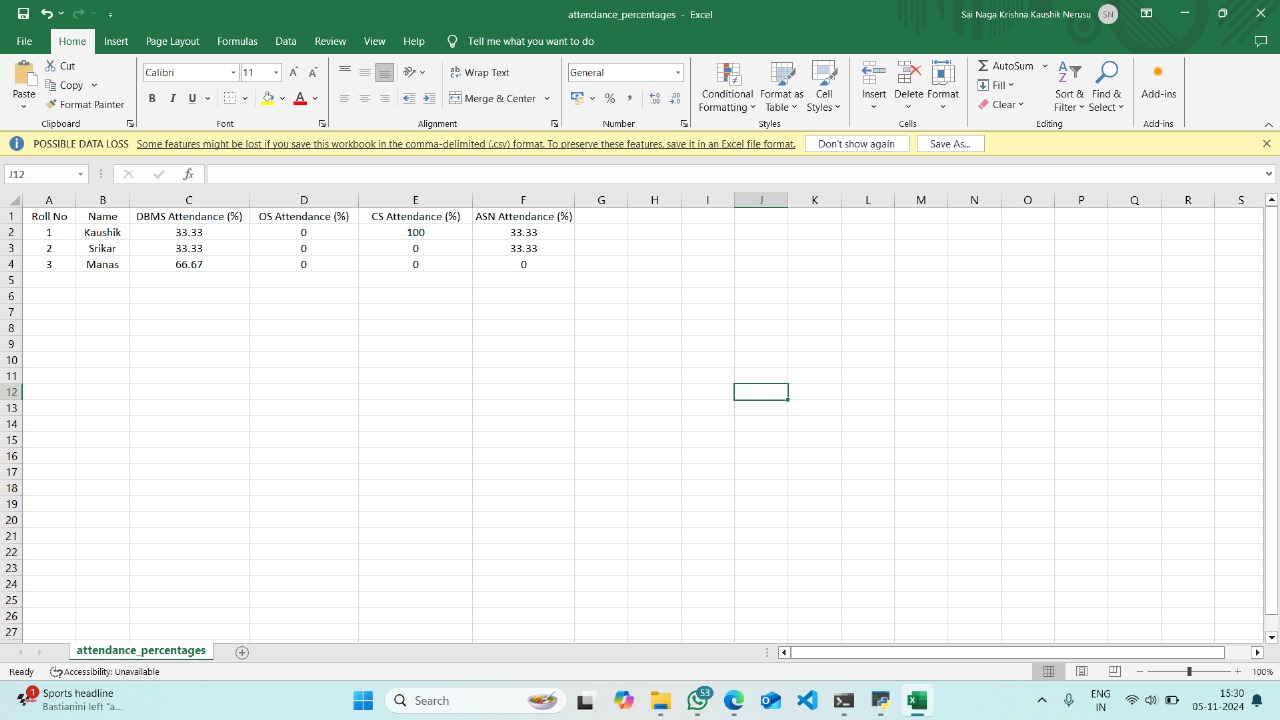 attendance_percentages - Excel
Sai Naga Krishna Kaushik Nerusu SN
File Home Insert Page Layout Formulas Data Review View Help Tell me what you want to do
Paste
Cut
Copy
Format Painter
Clipboard
Calibri 11
B I U
Font
Wrap Text
Merge & Center
Alignment
General
%
Number
Conditional Formatting
Format as Table
Cell Styles
Styles
Insert Delete Format
Cells
AutoSum
Fill
Clear
Sort & Filter
Find & Select
Editing
Add-ins
Add-ins
POSSIBLE DATA LOSS Some features might be lost if you save this workbook in the comma-delimited (.csv) format. To preserve these features, save it in an Excel file format. Don't show again Save As...
J12 fx
A B C D E F G H I J K L M N O P Q R S
1 Roll No Name DBMS Attendance (%) OS Attendance (%) CS Attendance (%) ASN Attendance (%)
2 1 Kaushik 33.33 0 100 33.33
3 2 Srikar 33.33 0 0 33.33
4 3 Manas 66.67 0 0 0
5
6
7
8
9
10
11
12
13
14
15
16
17
18
19
20
21
22
23
24
25
26
27
attendance_percentages
Ready Accessibility: Unavailable 100%
1 Sports headline
Bastianini left "a...
Search
53
ENG
IN
15:30
05-11-2024